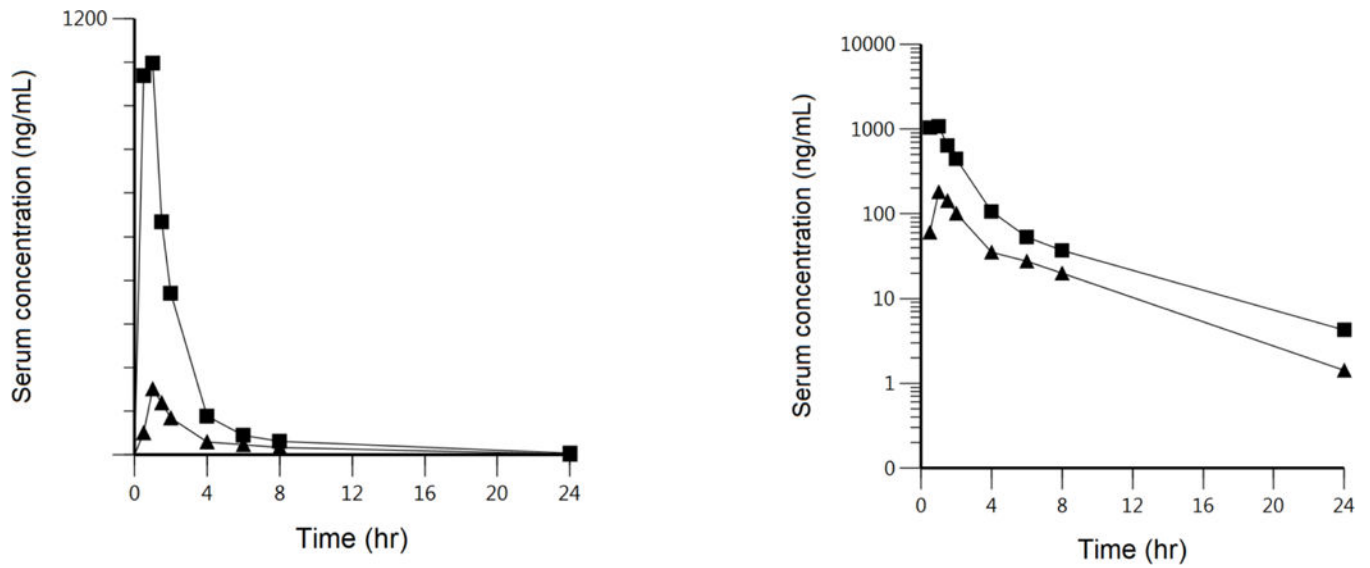 1200
Serum concentration (ng/mL)
0 4 8 12 16 20 24
Time (hr)
10000
1000
100
10
1
0
Serum concentration (ng/mL)
0 4 8 12 16 20 24
Time (hr)